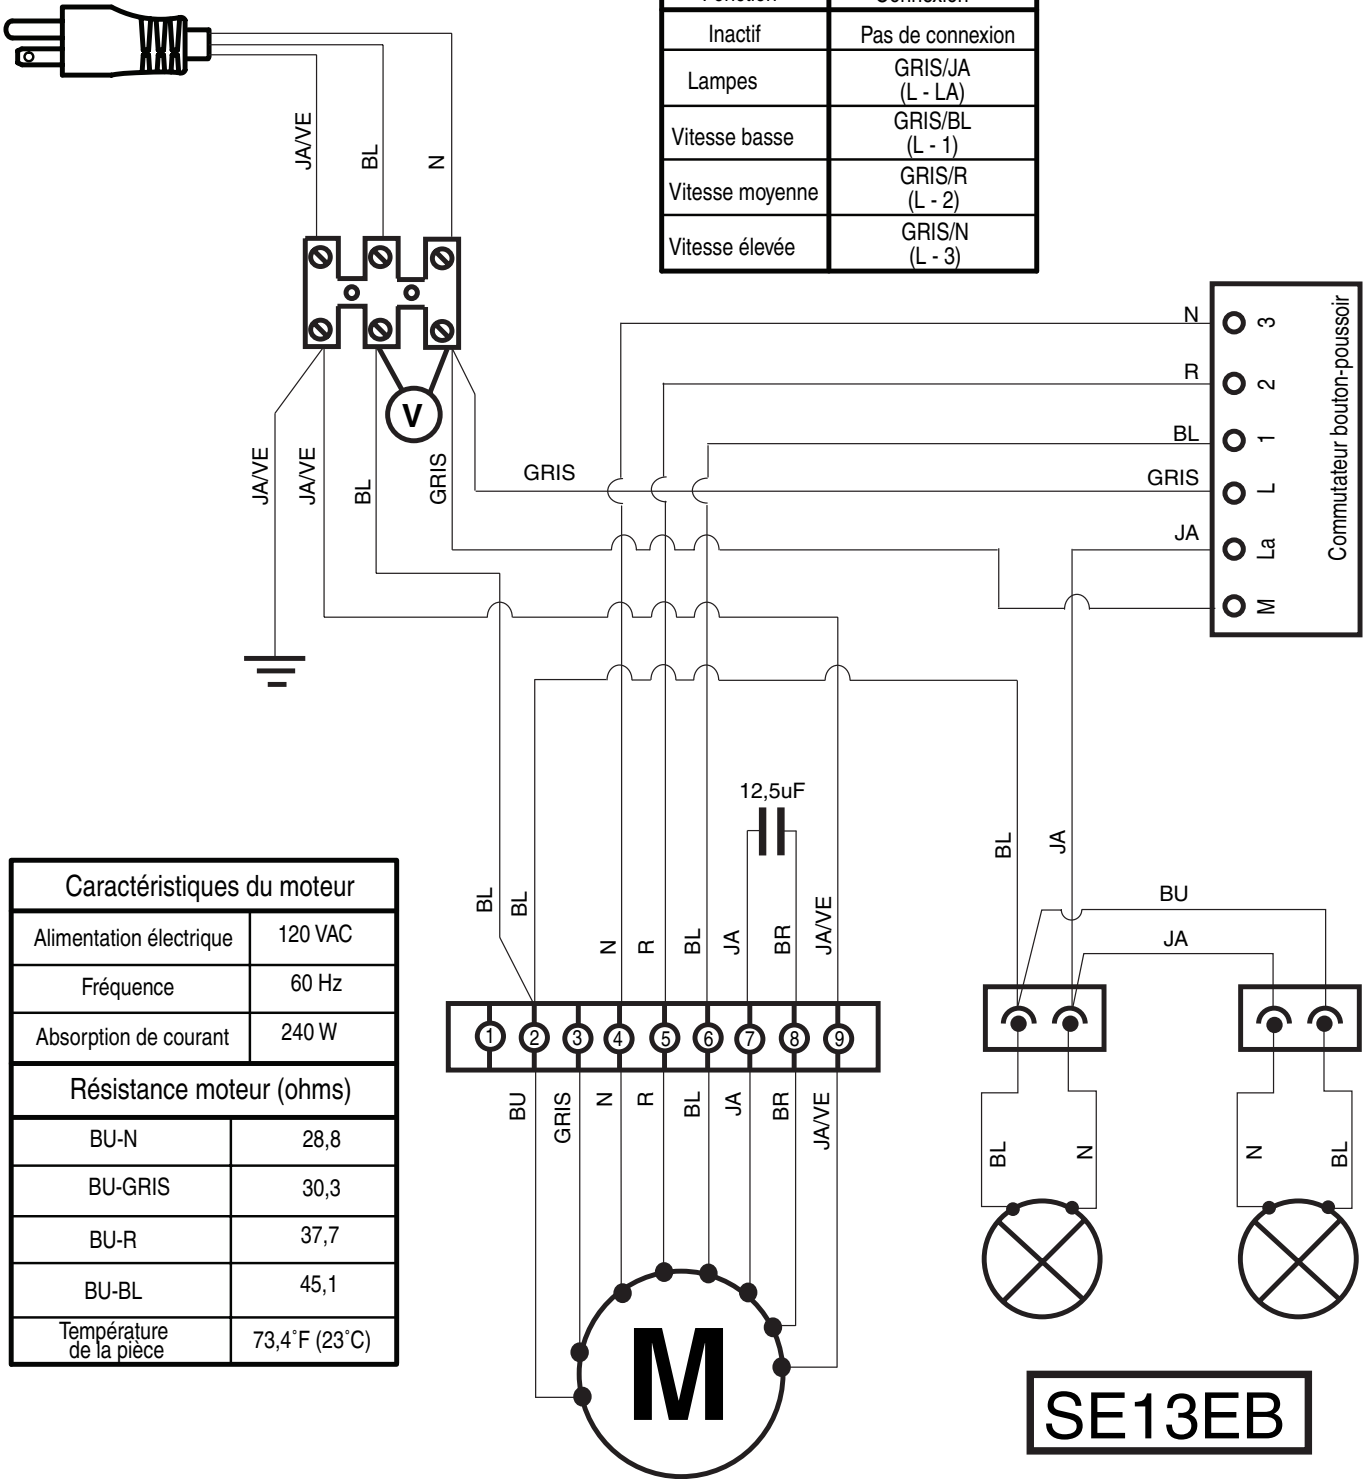 Fonction Connexion
Inactif Pas de connexion
Lampes GRIS/JA
(L - LA)
Vitesse basse GRIS/BL
(L - 1)
Vitesse moyenne GRIS/R
(L - 2)
Vitesse élevée GRIS/N
(L - 3)
JA/VE
BL
N
V
JA/VE
JA/VE
BL
GRIS
GRIS
N
R
BL
GRIS
JA
3
2
1
L
La
M
Commutateur bouton-poussoir
12,5uF
BL
BL
N
R
BL
JA
BR
JA/VE
BL
JA
BU
JA
1 2 3 4 5 6 7 8 9
BU
GRIS
N
R
BL
JA
BR
JA/VE
BL
N
N
BL
M
Caractéristiques du moteur
Alimentation électrique 120 VAC
Fréquence 60 Hz
Absorption de courant 240 W
Résistance moteur (ohms)
BU-N 28,8
BU-GRIS 30,3
BU-R 37,7
BU-BL 45,1
Température
de la pièce 73,4˚F (23˚C)
SE13EB